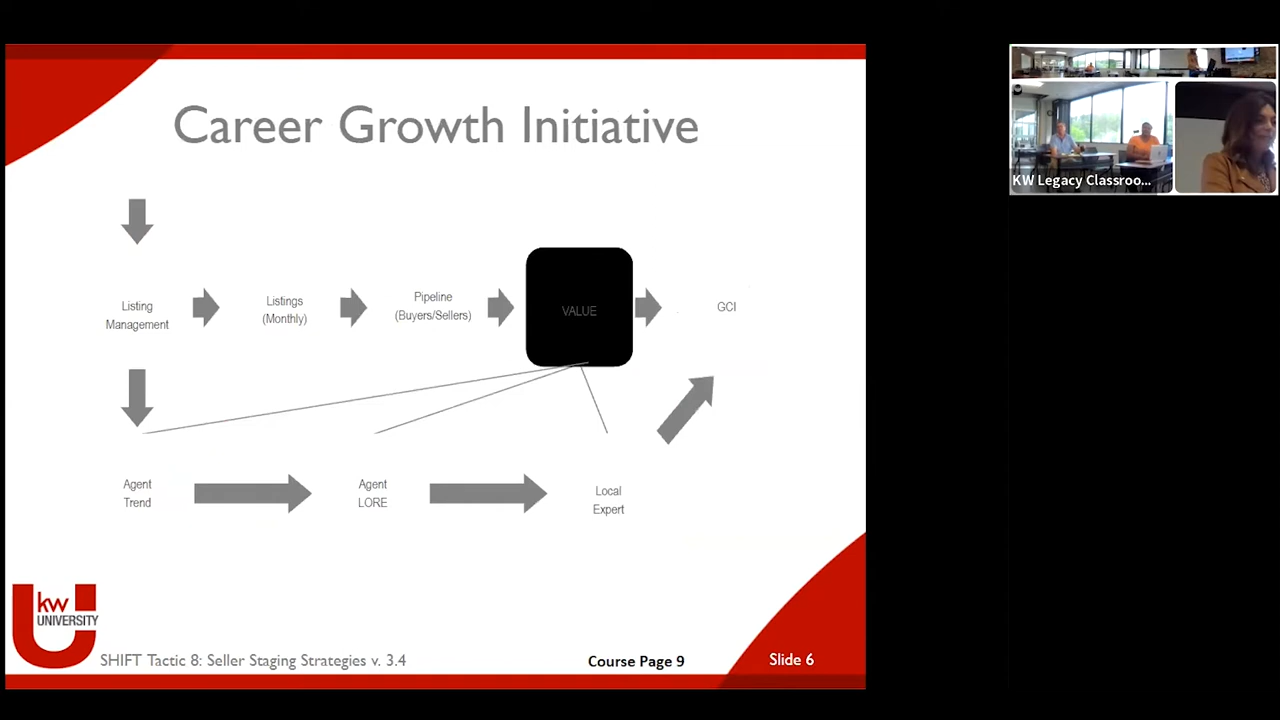 Career Growth Initiative
KW Legacy Classroo...
Listing
Management
Listings
(Monthly)
Pipeline
(Buyers/Sellers)
VALUE
GCI
Agent
Trend
Agent
LORE
Local
Expert
kw
UNIVERSITY
SHIFT Tactic 8: Seller Staging Strategies v. 3.4
Course Page 9
Slide 6